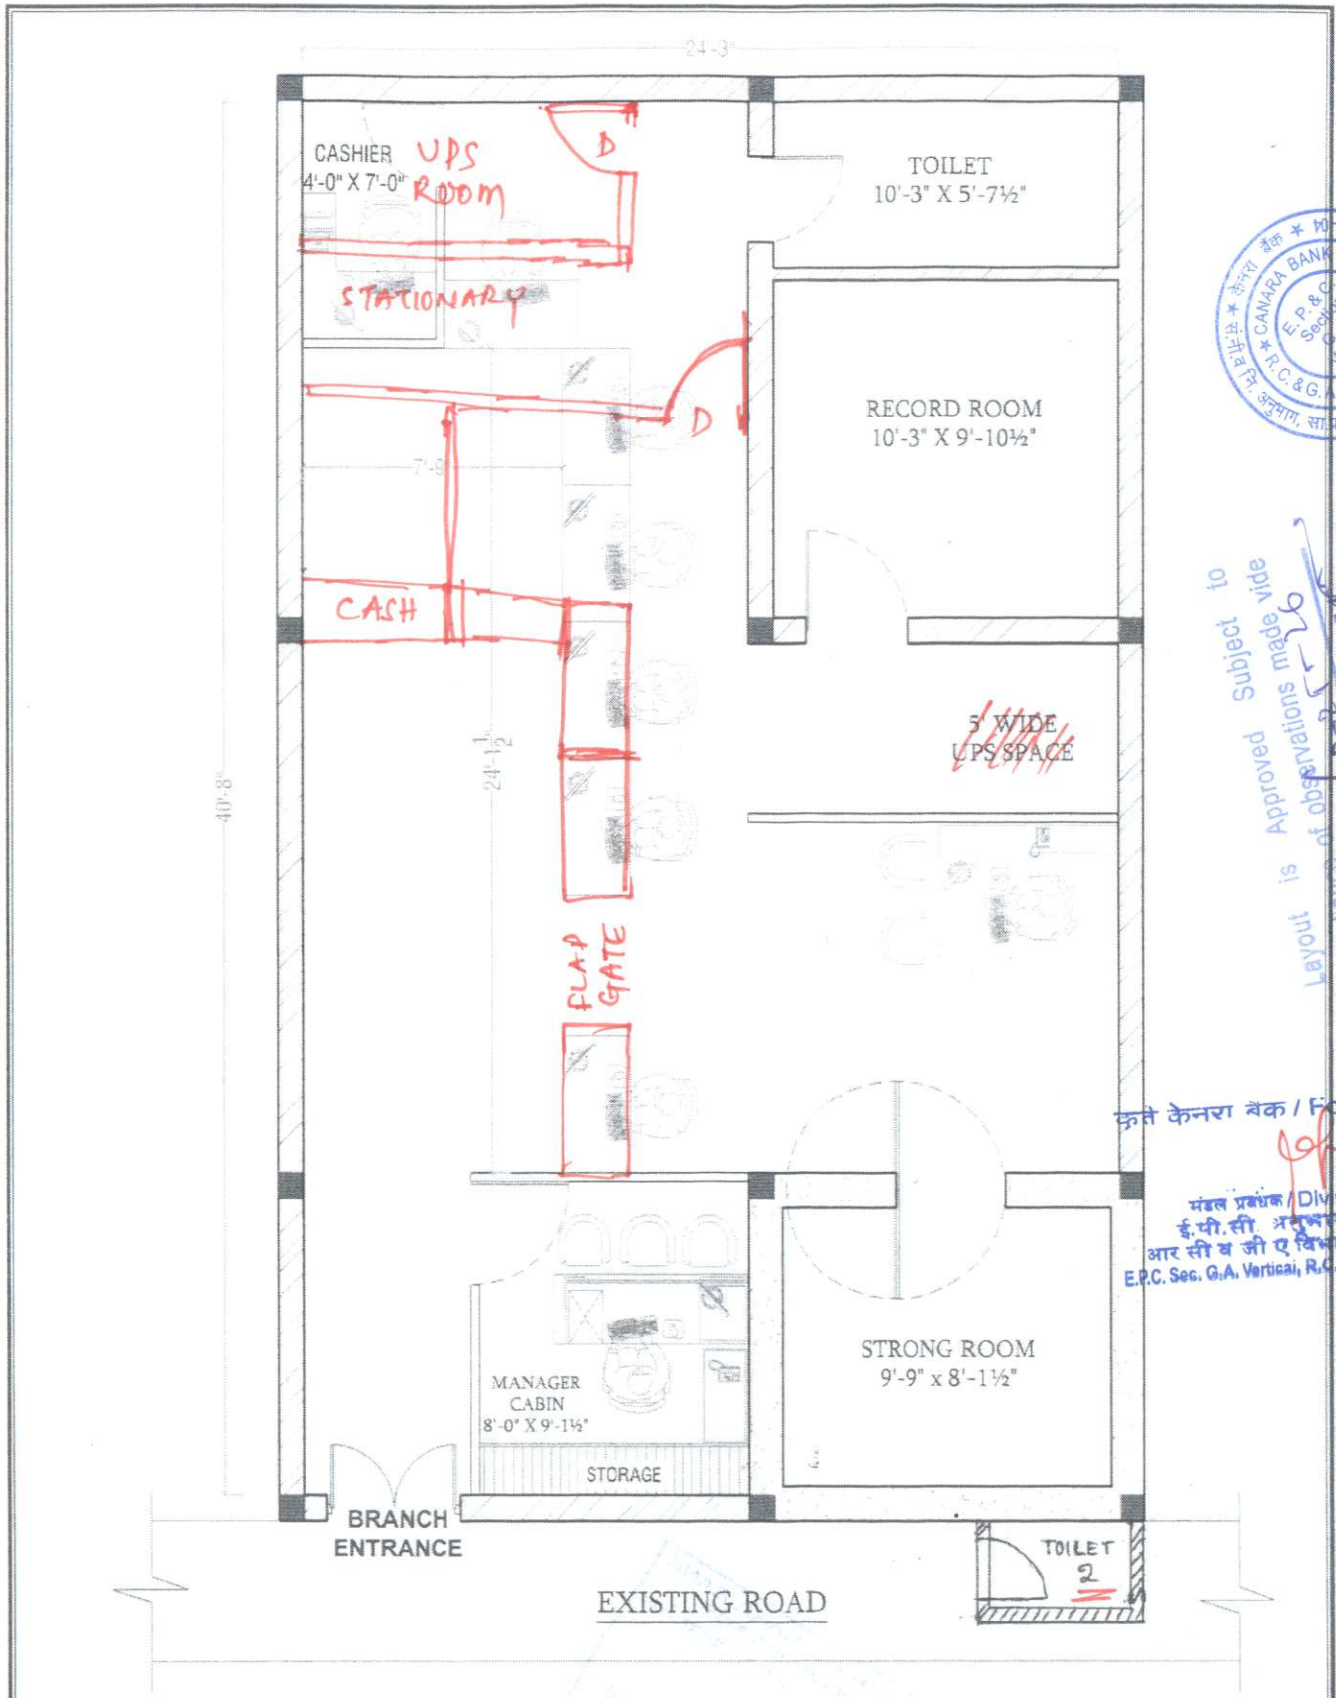 24'-3"
CASHIER
4'-0" X 7'-0"
UPS
ROOM
D
TOILET
10'-3" X 5'-7½"
STATIONARY
D
RECORD ROOM
10'-3" X 9'-10½"
7'-9"
CASH
5' WIDE
UPS SPACE
24'-1½"
40'-8"
FLAP
GATE
MANAGER
CABIN
8'-0" X 9'-1½"
STORAGE
STRONG ROOM
9'-9" x 8'-1½"
BRANCH
ENTRANCE
TOILET
2
EXISTING ROAD
केनरा बैंक
CANARA BANK
E.P. & C.
R.C. & G.A.
अनुभाग
Layout is Approved Subject to
of observations made vide
कृते केनरा बैंक /
मंडल प्रबंधक /
ई.पी.सी.
आर सी व जी ए
E.P.C. Sec. G.A. Vertical, R.C.